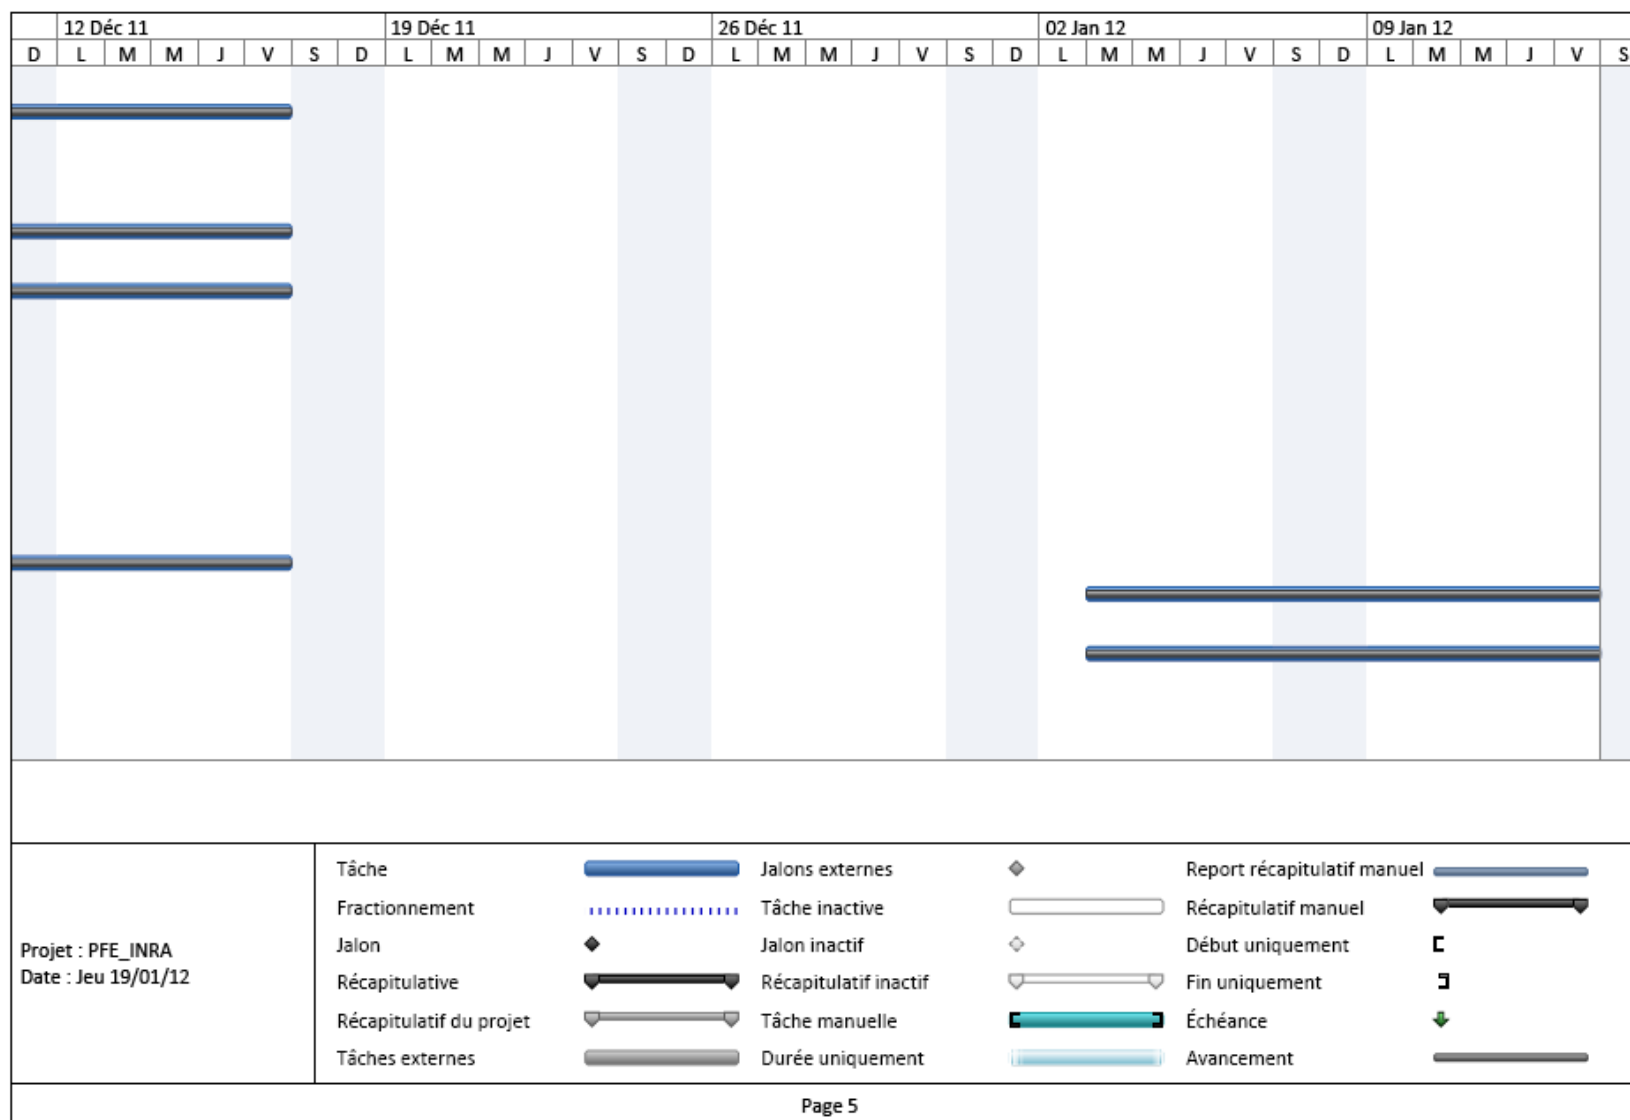 12 Déc 11 19 Déc 11 26 Déc 11 02 Jan 12 09 Jan 12
D L M M J V S D L M M J V S D L M M J V S D L M M J V S D L M M J V S
Tâche Jalons externes Report récapitulatif manuel
Fractionnement Tâche inactive Récapitulatif manuel
Jalon Jalon inactif Début uniquement
Récapitulative Récapitulatif inactif Fin uniquement
Récapitulatif du projet Tâche manuelle Échéance
Tâches externes Durée uniquement Avancement
Projet : PFE_INRA
Date : Jeu 19/01/12
Page 5